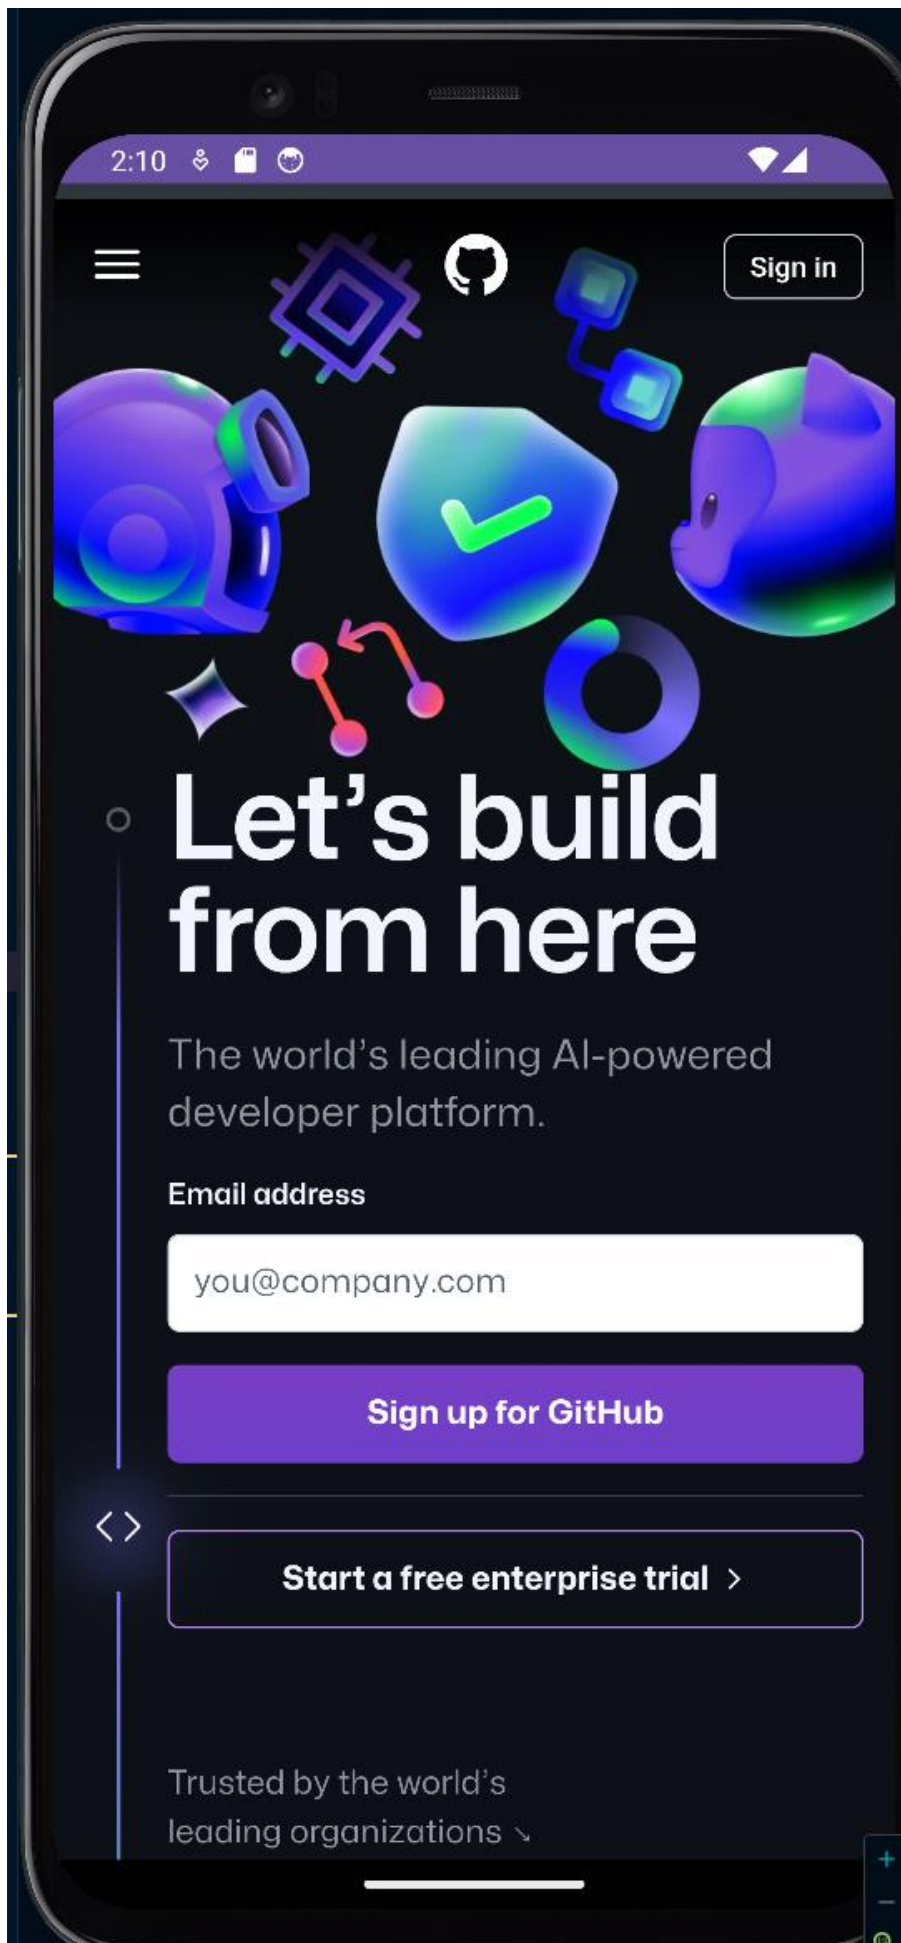 2:10
Sign in
Let's build
from here
The world's leading AI-powered
developer platform.
Email address
you@company.com
Sign up for GitHub
Start a free enterprise trial
Trusted by the world's
leading organizations ↘